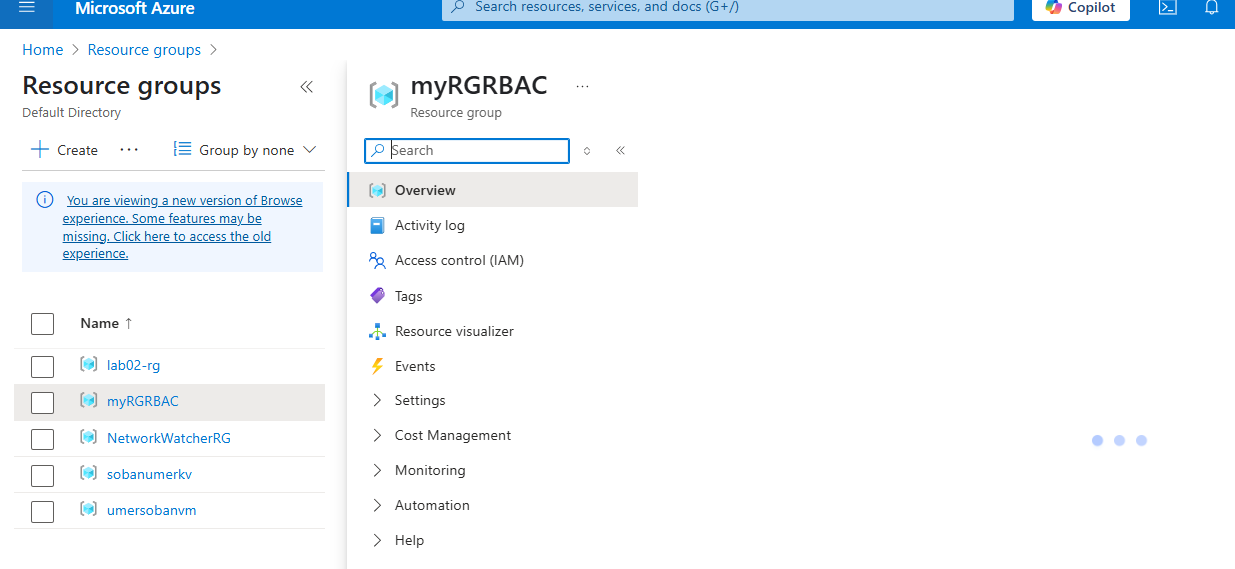 Microsoft Azure
Search resources, services, and docs (G+/)
Copilot
Home > Resource groups >
Resource groups
Default Directory
Create
Group by none
You are viewing a new version of Browse
experience. Some features may be
missing. Click here to access the old
experience.
Name ↑
lab02-rg
myRGRBAC
NetworkWatcherRG
sobanumerkv
umersobanvm
myRGRBAC
Resource group
Search
Overview
Activity log
Access control (IAM)
Tags
Resource visualizer
Events
Settings
Cost Management
Monitoring
Automation
Help